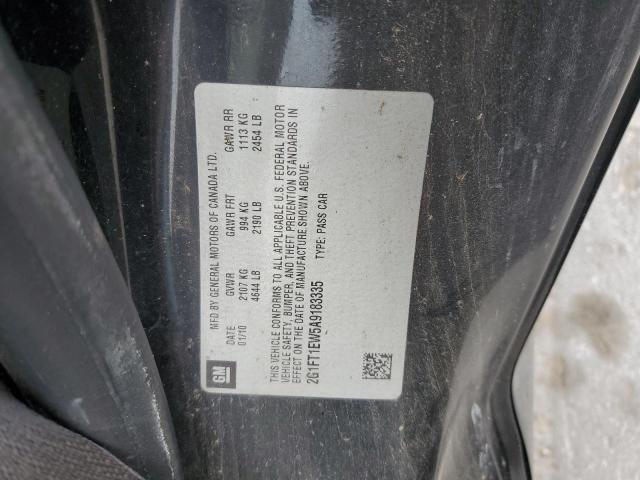 GM
MFD BY GENERAL MOTORS OF CANADA LTD.
DATE GVWR GAWR FRT GAWR RR
01/10 2107 KG 994 KG 1113 KG
4644 LB 2190 LB 2454 LB
THIS VEHICLE CONFORMS TO ALL APPLICABLE U.S. FEDERAL MOTOR
VEHICLE SAFETY, BUMPER, AND THEFT PREVENTION STANDARDS IN
EFFECT ON THE DATE OF MANUFACTURE SHOWN ABOVE.
2G1FT1EW5A9183335 TYPE: PASS CAR